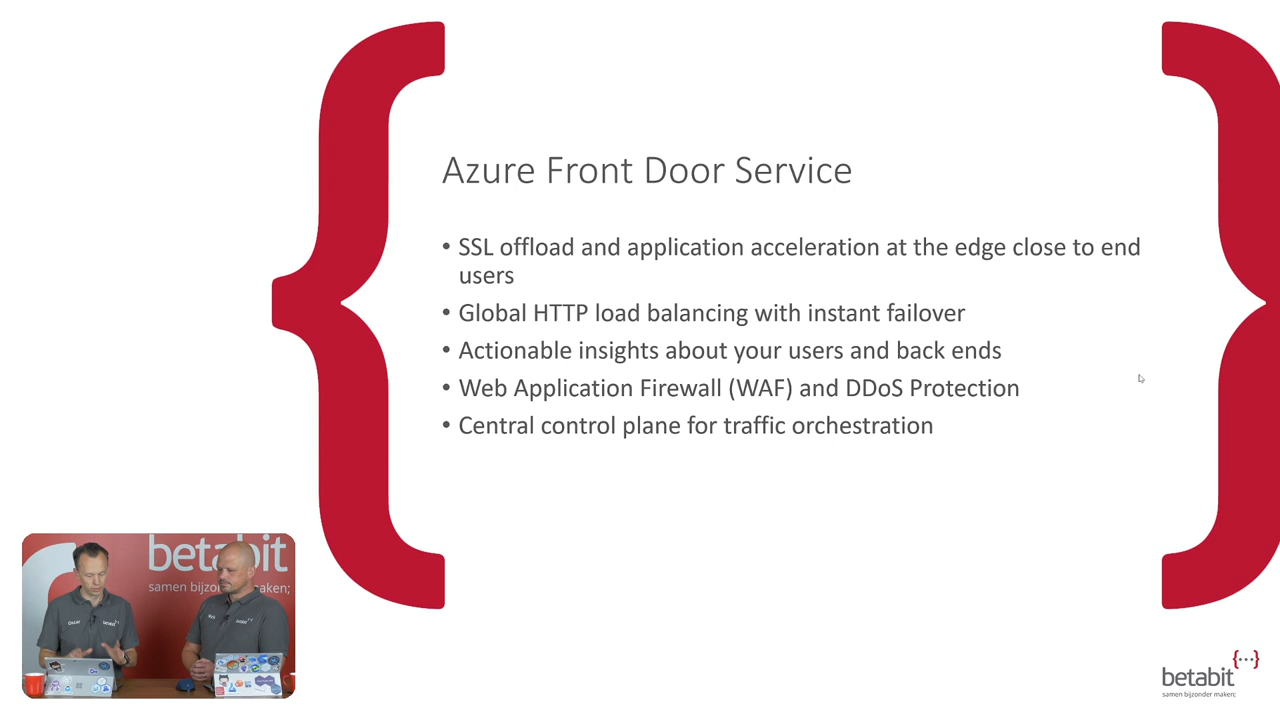 Azure Front Door Service
• SSL offload and application acceleration at the edge close to end
users
• Global HTTP load balancing with instant failover
• Actionable insights about your users and back ends
• Web Application Firewall (WAF) and DDoS Protection
• Central control plane for traffic orchestration
betabit
samen bijzonder maken;
Oscar
betabit
{···}
betabit
samen bijzonder maken;